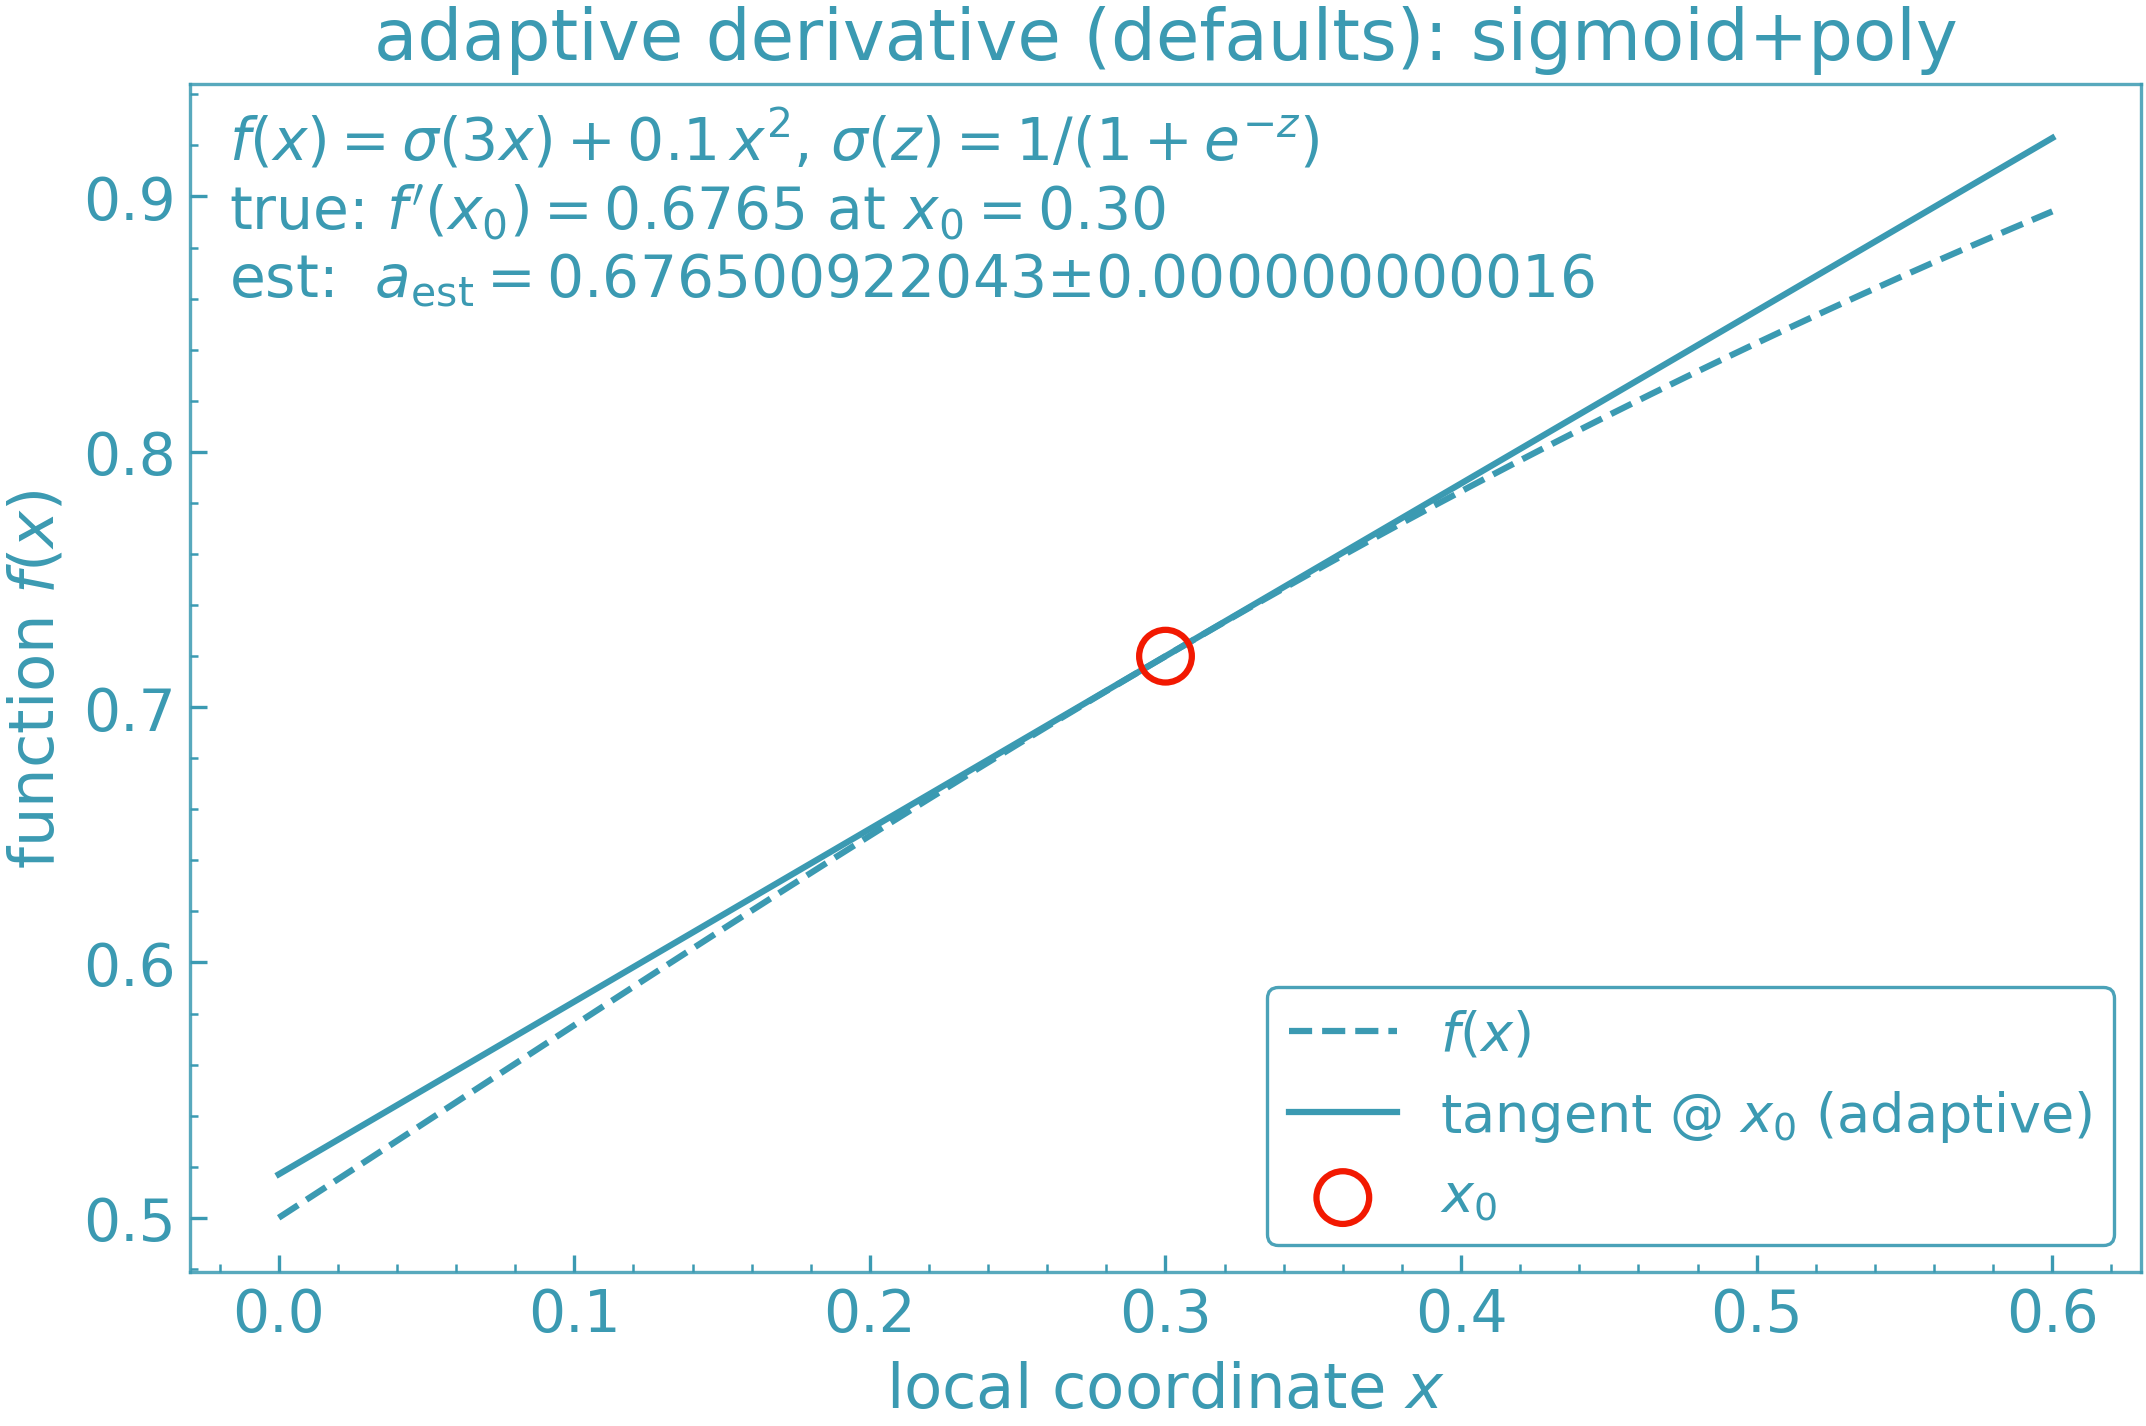 adaptive derivative (defaults): sigmoid+poly
f(x) = σ(3x) + 0.1 x², σ(z) = 1/(1 + e⁻ᶻ)
true: f′(x₀) = 0.6765 at x₀ = 0.30
est: a_est = 0.676500922043±0.000000000016
function f(x)
0.9
0.8
0.7
0.6
0.5
f(x)
tangent @ x₀ (adaptive)
x₀
0.0 0.1 0.2 0.3 0.4 0.5 0.6
local coordinate x